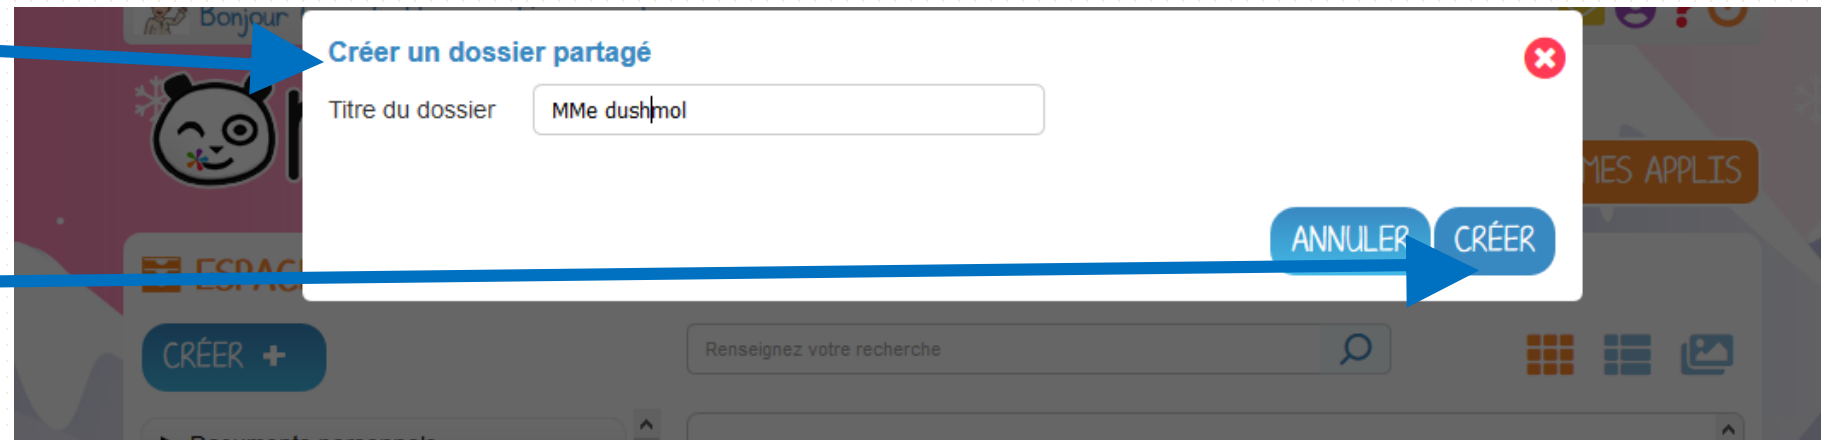 Bonjour
Créer un dossier partagé
Titre du dossier
MMe dushmol
MES APPLIS
ANNULER
CRÉER
CRÉER +
Renseignez votre recherche